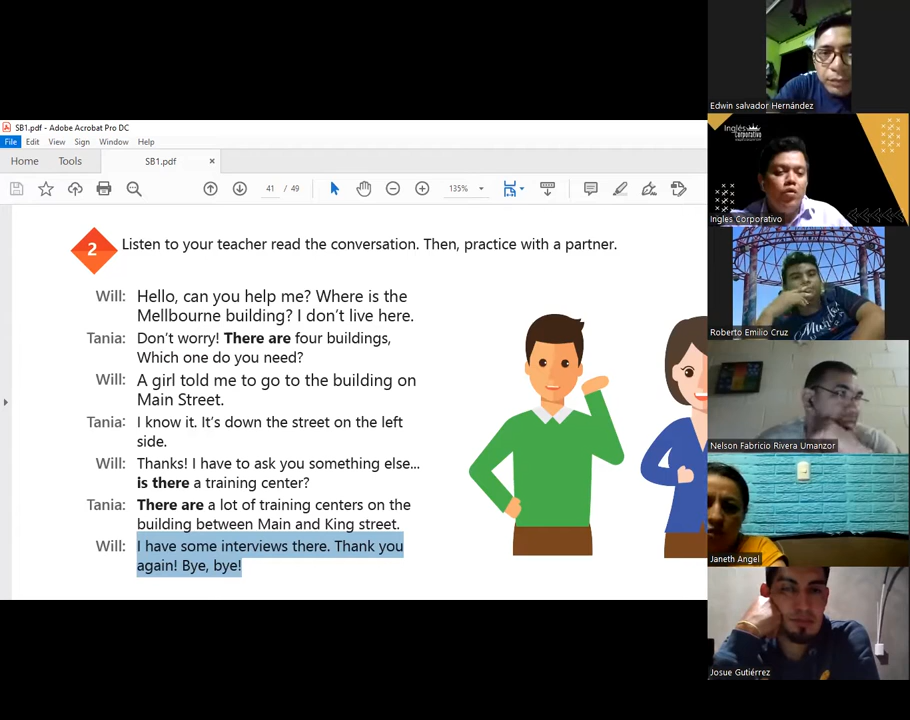 SB1.pdf - Adobe Acrobat Pro DC
File Edit View Sign Window Help
Home Tools SB1.pdf ×
41 / 49 135%
2 Listen to your teacher read the conversation. Then, practice with a partner.
Will: Hello, can you help me? Where is the
Mellbourne building? I don't live here.
Tania: Don't worry! There are four buildings,
Which one do you need?
Will: A girl told me to go to the building on
Main Street.
Tania: I know it. It's down the street on the left
side.
Will: Thanks! I have to ask you something else...
is there a training center?
Tania: There are a lot of training centers on the
building between Main and King street.
Will: I have some interviews there. Thank you
again! Bye, bye!
Edwin salvador Hernández
Inglés
Corporativo
Ingles Corporativo
Roberto Emilio Cruz
Nelson Fabricio Rivera Umanzor
Janeth Angel
Josue Gutiérrez